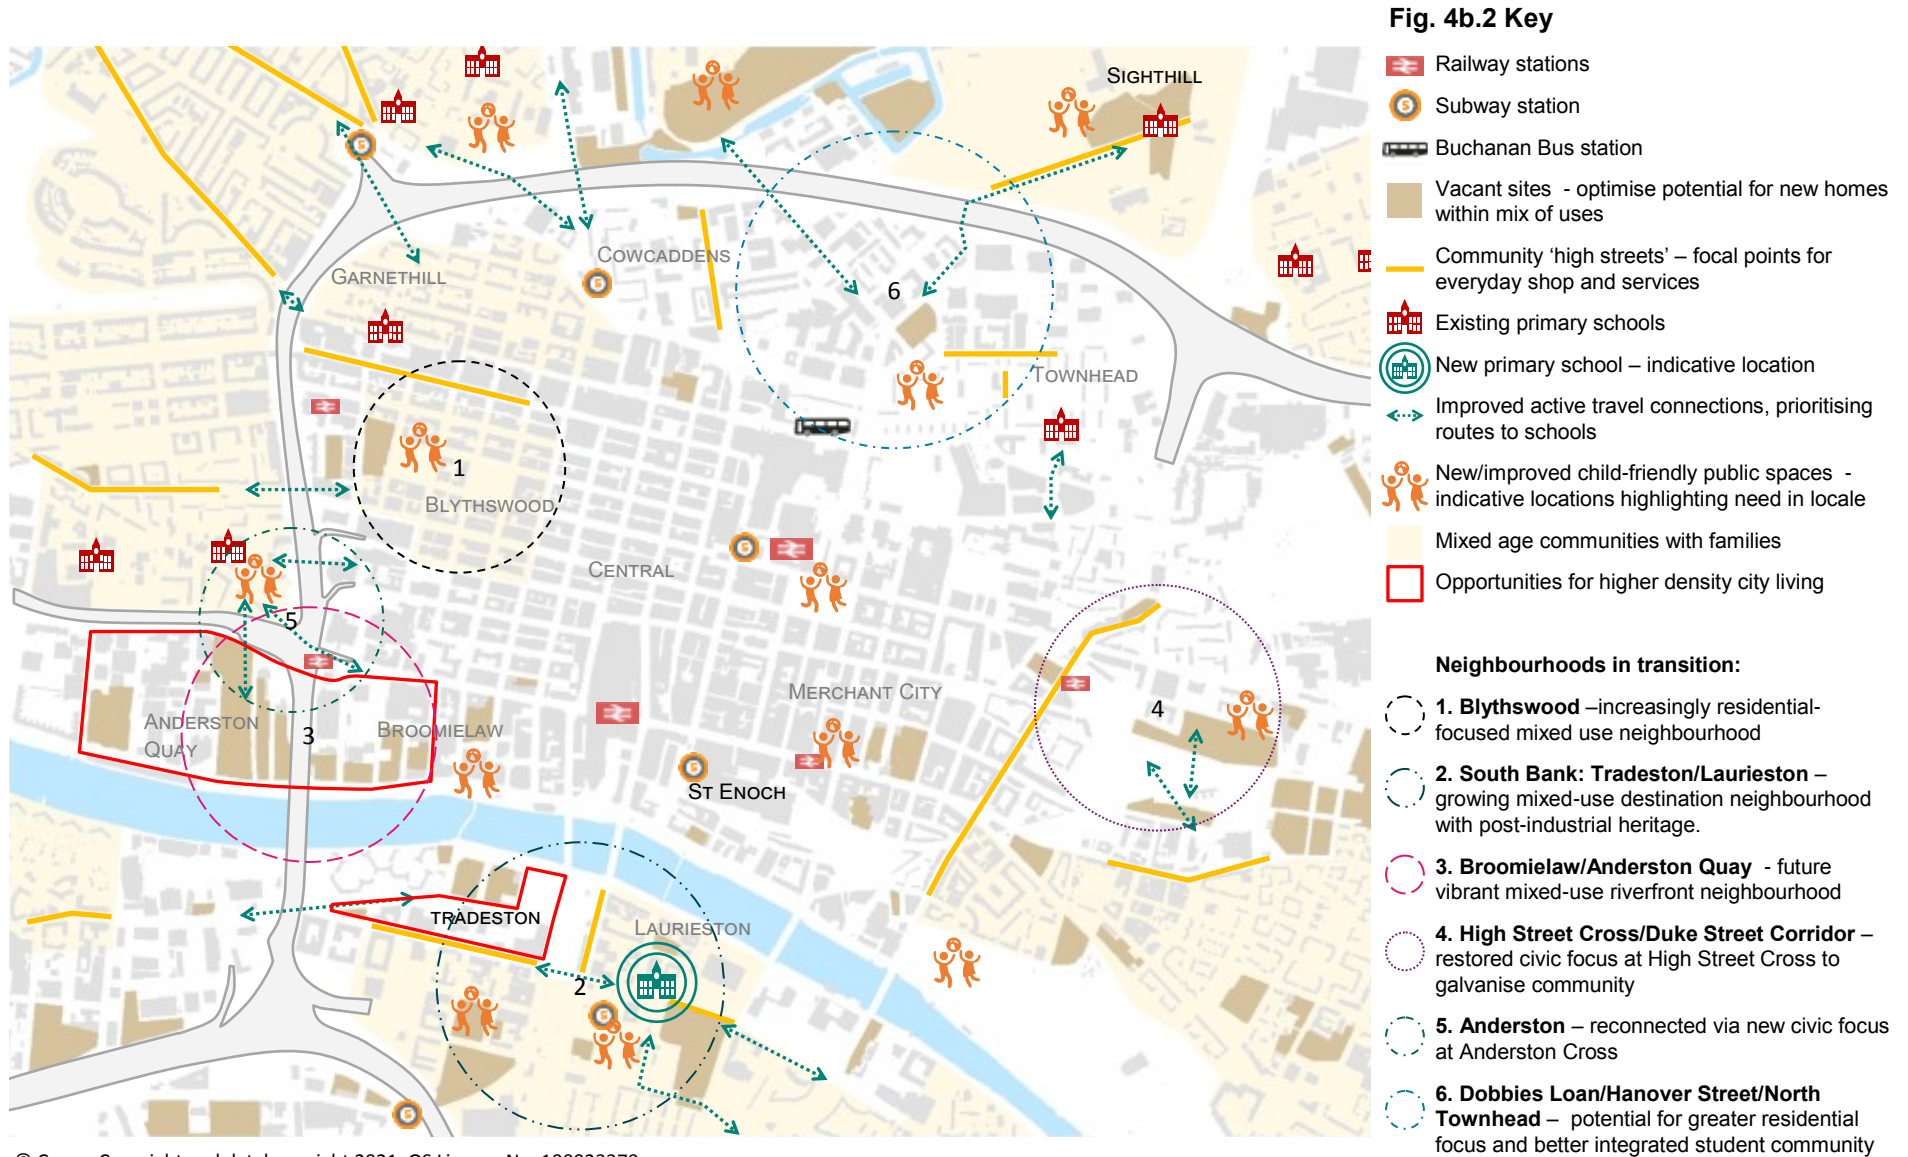 Fig. 4b.2 Key
Railway stations
Subway station
Buchanan Bus station
Vacant sites - optimise potential for new homes
within mix of uses
Community ‘high streets’ – focal points for
everyday shop and services
Existing primary schools
New primary school – indicative location
Improved active travel connections, prioritising
routes to schools
New/improved child-friendly public spaces -
indicative locations highlighting need in locale
Mixed age communities with families
Opportunities for higher density city living
Neighbourhoods in transition:
1. Blythswood –increasingly residential-
focused mixed use neighbourhood
2. South Bank: Tradeston/Laurieston –
growing mixed-use destination neighbourhood
with post-industrial heritage.
3. Broomielaw/Anderston Quay - future
vibrant mixed-use riverfront neighbourhood
4. High Street Cross/Duke Street Corridor –
restored civic focus at High Street Cross to
galvanise community
5. Anderston – reconnected via new civic focus
at Anderston Cross
6. Dobbies Loan/Hanover Street/North
Townhead – potential for greater residential
focus and better integrated student community
SIGHTHILL
COWCADDENS
GARNETHILL
6
TOWNHEAD
1
BLYTHSWOOD
CENTRAL
5
MERCHANT CITY
4
ANDERSTON
QUAY
3
BROOMIELAW
ST ENOCH
TRADESTON
LAURIESTON
2